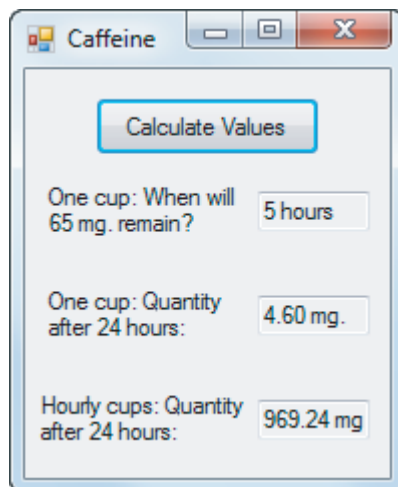 Caffeine
Calculate Values
One cup: When will
65 mg. remain?
5 hours
One cup: Quantity
after 24 hours:
4.60 mg.
Hourly cups: Quantity
after 24 hours:
969.24 mg